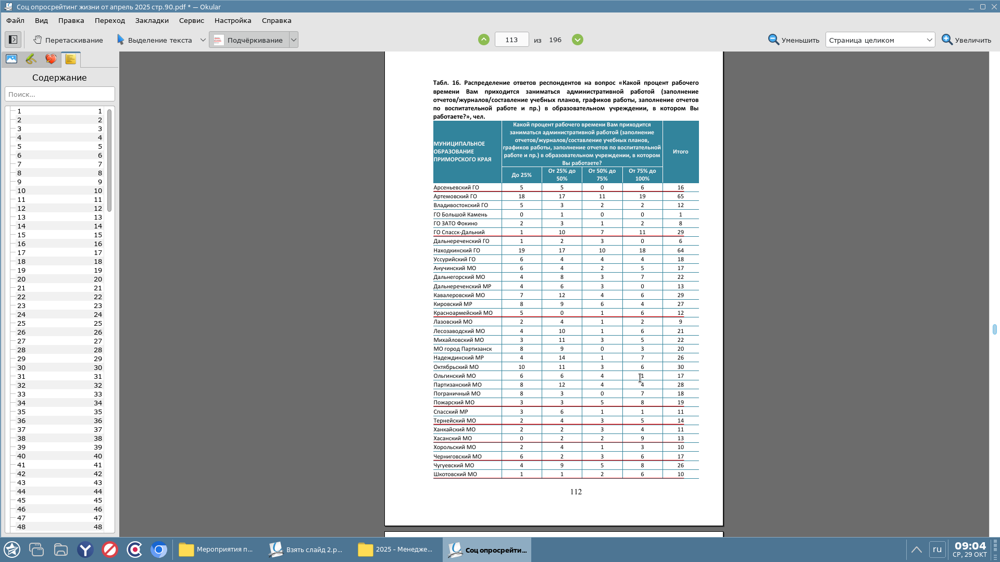 Соц опросрейтинг жизни от апрель 2025 стр.90.pdf * — Okular
Файл Вид Правка Переход Закладки Сервис Настройка Справка
Перетаскивание Выделение текста Подчёркивание 113 из 196 Уменьшить Страница целиком Увеличить
Содержание
Поиск...
1 1
2 2
3 3
4 4
5 5
6 6
7 7
8 8
9 9
10 10
11 11
12 12
13 13
14 14
15 15
16 16
17 17
18 18
19 19
20 20
21 21
22 22
23 23
24 24
25 25
26 26
27 27
28 28
29 29
30 30
31 31
32 32
33 33
34 34
35 35
36 36
37 37
38 38
39 39
40 40
41 41
42 42
43 43
44 44
45 45
46 46
47 47
48 48
Табл. 16. Распределение ответов респондентов на вопрос «Какой процент рабочего
времени Вам приходится заниматься административной работой (заполнение
отчетов/журналов/составление учебных планов, графиков работы, заполнение отчетов
по воспитательной работе и пр.) в образовательном учреждении, в котором Вы
работаете?», чел.
МУНИЦИПАЛЬНОЕ
ОБРАЗОВАНИЕ
ПРИМОРСКОГО КРАЯ
Какой процент рабочего времени Вам приходится
заниматься административной работой (заполнение
отчетов/журналов/составление учебных планов,
графиков работы, заполнение отчетов по воспитательной
работе и пр.) в образовательном учреждении, в котором
Вы работаете?
Итого
До 25%
От 25% до
50%
От 50% до
75%
От 75% до
100%
Арсеньевский ГО 5 5 0 6 16
Артемовский ГО 18 17 11 19 65
Владивостокский ГО 5 3 2 2 12
ГО Большой Камень 0 1 0 0 1
ГО ЗАТО Фокино 2 3 1 2 8
ГО Спасск-Дальний 1 10 7 11 29
Дальнереченский ГО 1 2 3 0 6
Находкинский ГО 19 17 10 18 64
Уссурийский ГО 6 4 4 4 18
Анучинский МО 6 4 2 5 17
Дальнегорский МО 4 8 3 7 22
Дальнереченский МР 4 6 3 0 13
Кавалеровский МО 7 12 4 6 29
Кировский МР 8 9 6 4 27
Красноармейский МО 5 0 1 6 12
Лазовский МО 2 4 1 2 9
Лесозаводский МО 4 10 1 6 21
Михайловский МО 3 11 3 5 22
МО город Партизанск 8 9 0 3 20
Надеждинский МР 4 14 1 7 26
Октябрьский МО 10 11 3 6 30
Ольгинский МО 6 6 4 1 17
Партизанский МО 8 12 4 4 28
Пограничный МО 8 3 0 7 18
Пожарский МО 3 3 5 8 19
Спасский МР 3 6 1 1 11
Тернейский МО 2 4 3 5 14
Ханкайский МО 2 2 3 4 11
Хасанский МО 0 2 2 9 13
Хорольский МО 2 4 1 3 10
Черниговский МО 6 2 3 6 17
Чугуевский МО 4 9 5 8 26
Шкотовский МО 1 1 2 6 10
112
Мероприятия п... Взять слайд 2.p... 2025 - Менедже... Соц опросрейти... ru 09:04
СР, 29 ОКТ